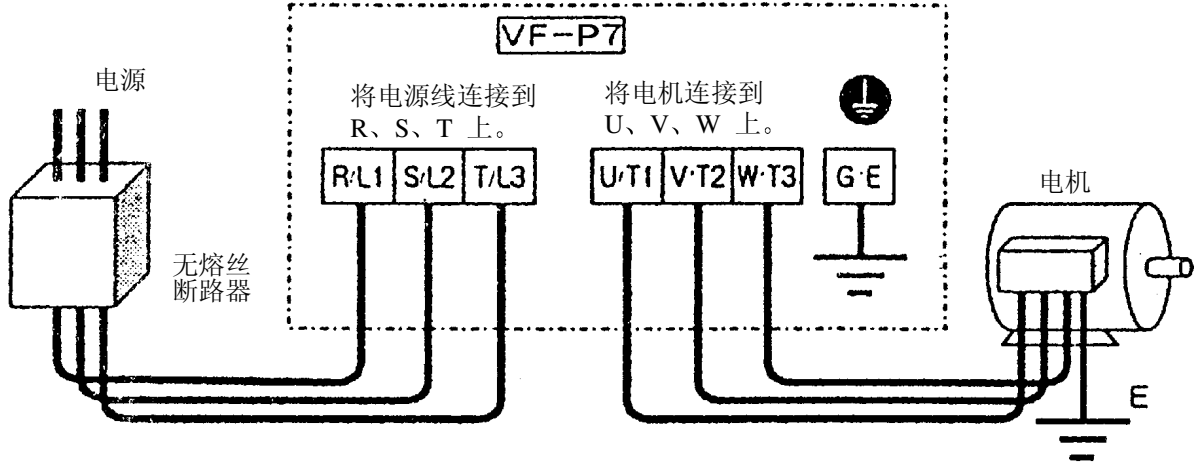 VF-P7
电源
将电源线连接到
R、S、T 上。
将电机连接到
U、V、W 上。
R/L1 S/L2 T/L3
U/T1 V·T2 W·T3
G·E
电机
无熔丝
断路器
E